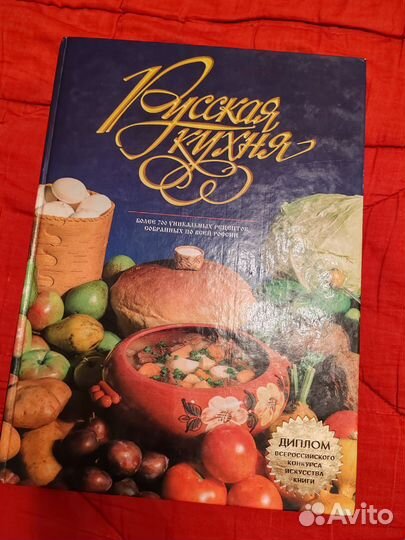 Русская
кухня
БОЛЕЕ 700 УНИКАЛЬНЫХ РЕЦЕПТОВ,
СОБРАННЫХ ПО ВСЕЙ РОССИИ
ДИПЛОМ
ВСЕРОССИЙСКОГО
КОНКУРСА
ИСКУССТВА
КНИГИ
Avito